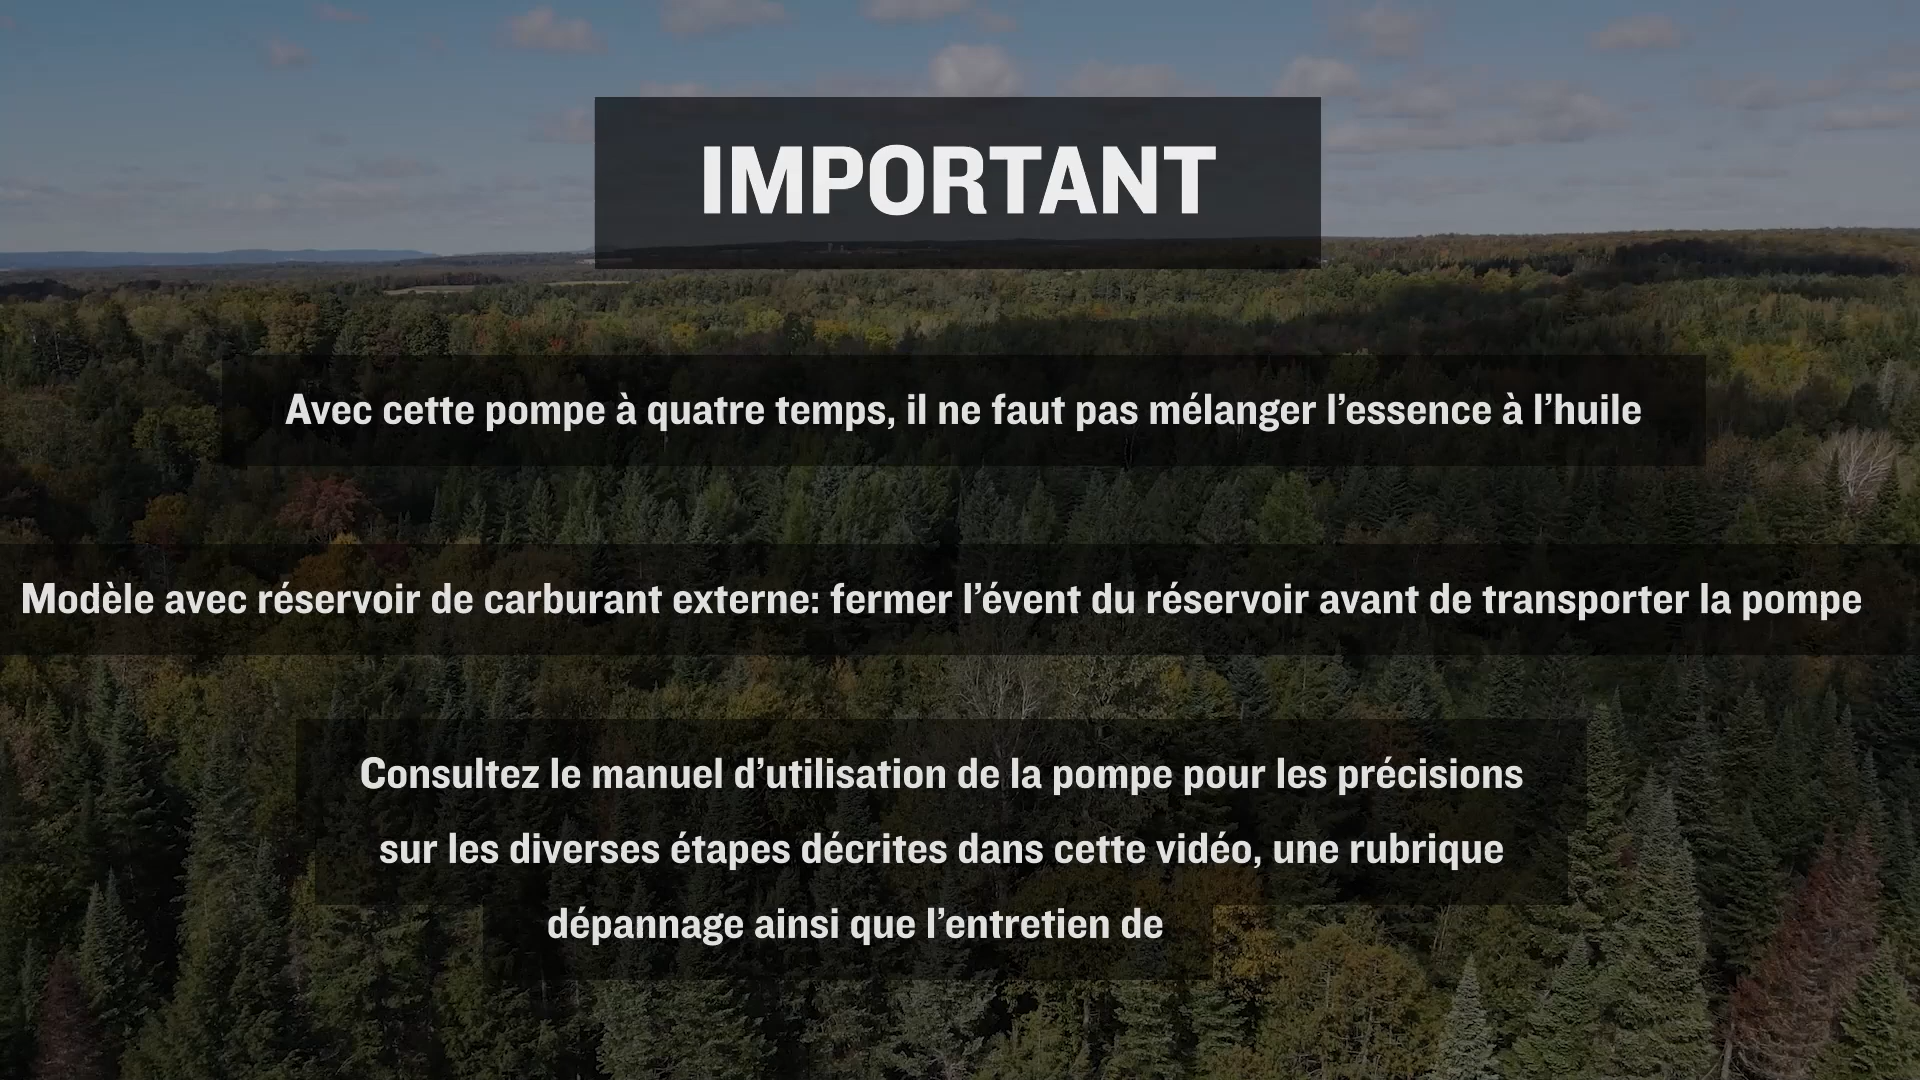 IMPORTANT
Avec cette pompe à quatre temps, il ne faut pas mélanger l’essence à l’huile
Modèle avec réservoir de carburant externe: fermer l’évent du réservoir avant de transporter la pompe
Consultez le manuel d’utilisation de la pompe pour les précisions
sur les diverses étapes décrites dans cette vidéo, une rubrique
dépannage ainsi que l’entretien de